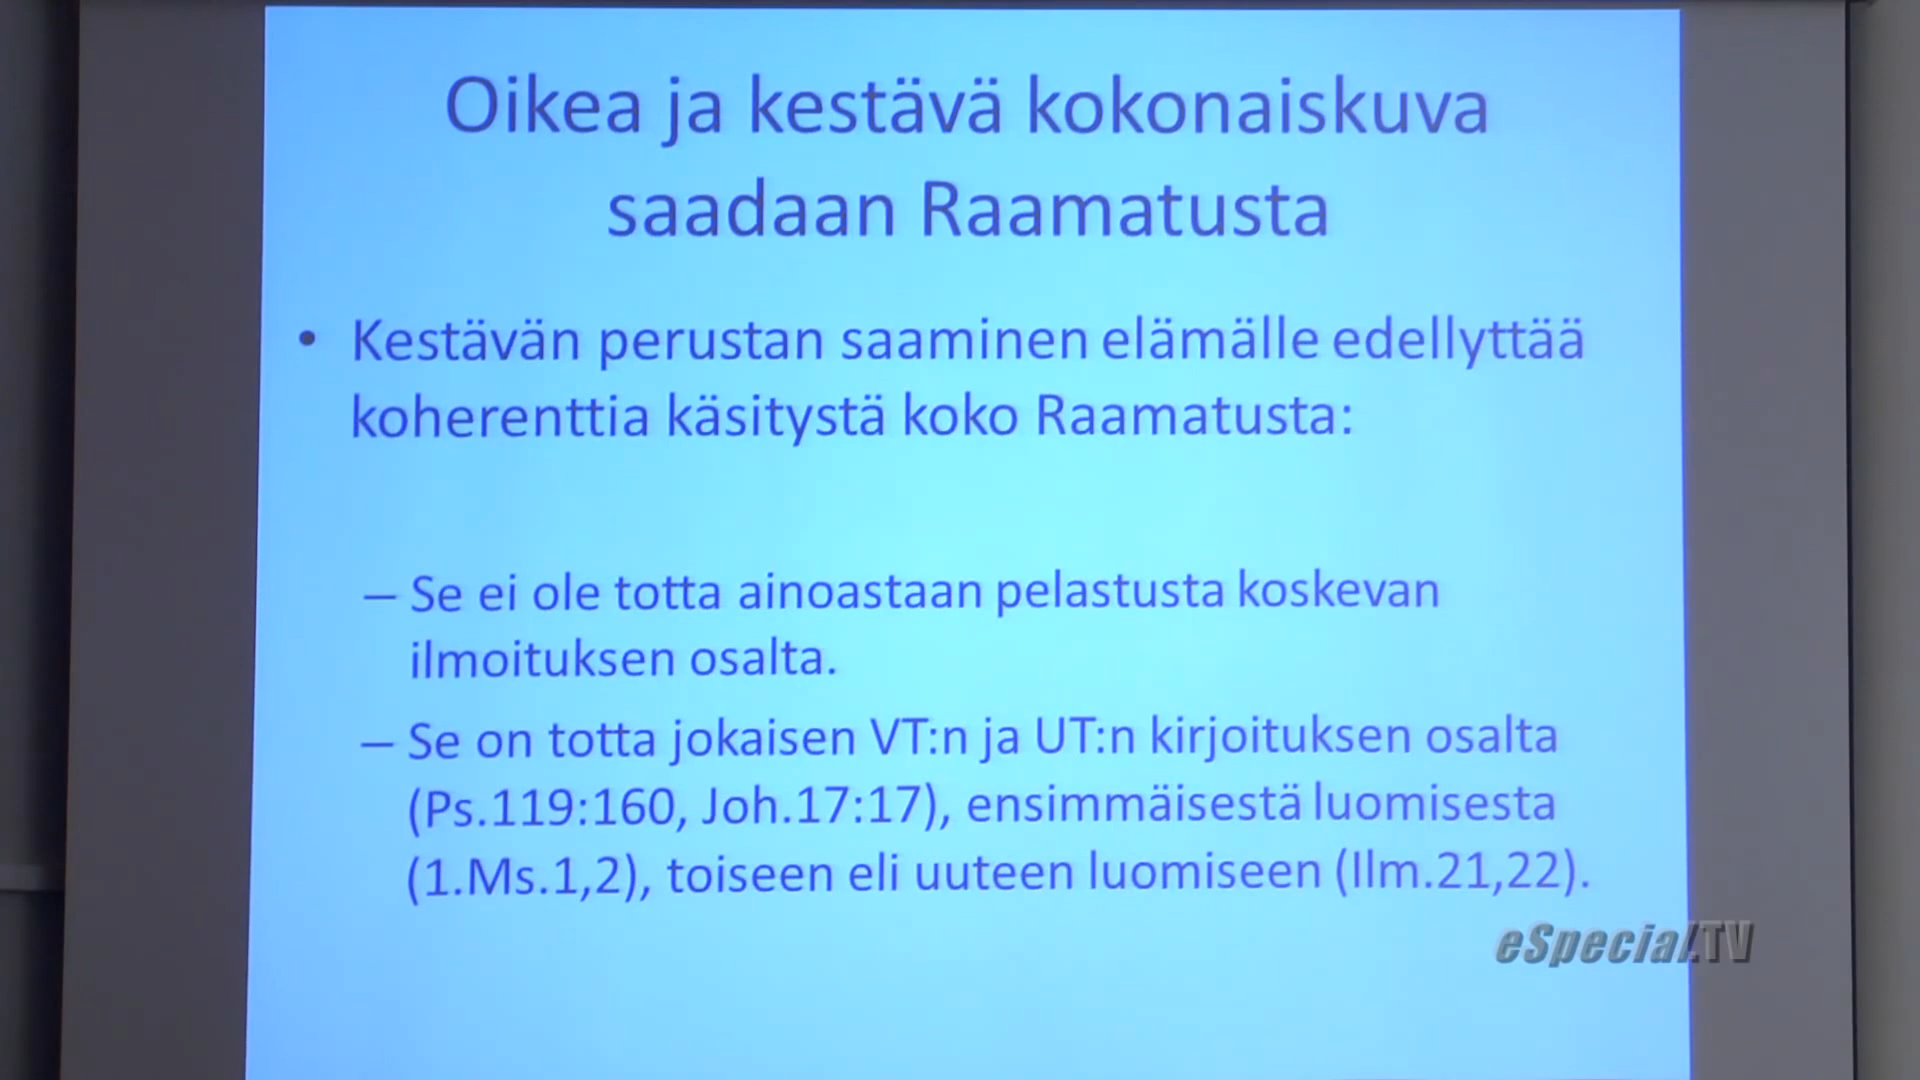 Oikea ja kestävä kokonaiskuva
saadaan Raamatusta
• Kestävän perustan saaminen elämälle edellyttää
koherenttia käsitystä koko Raamatusta:
– Se ei ole totta ainoastaan pelastusta koskevan
ilmoituksen osalta.
– Se on totta jokaisen VT:n ja UT:n kirjoituksen osalta
(Ps.119:160, Joh.17:17), ensimmäisestä luomisesta
(1.Ms.1,2), toiseen eli uuteen luomiseen (Ilm.21,22).
eSpecial.TV